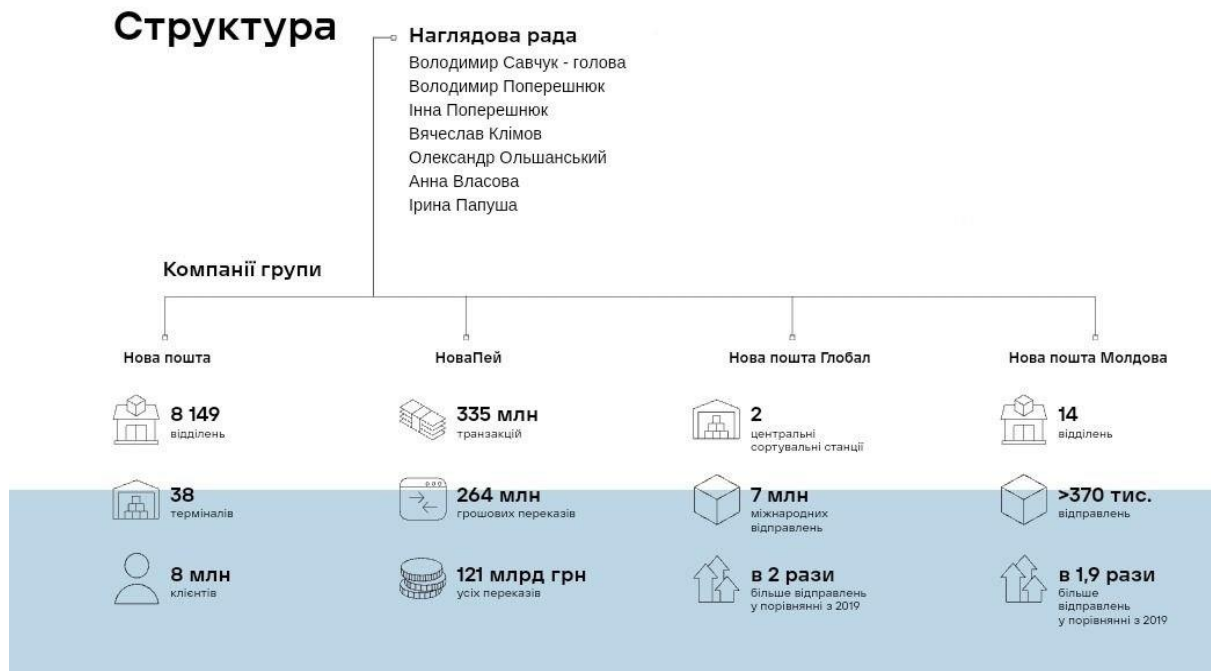 Структура
Наглядова рада
Володимир Савчук - голова
Володимир Поперешнюк
Інна Поперешнюк
Вячеслав Клімов
Олександр Ольшанський
Анна Власова
Ірина Папуша
Компанії групи
Нова пошта
8 149
відділень
38
терміналів
8 млн
клієнтів
НоваПей
335 млн
транзакцій
264 млн
грошових переказів
121 млрд грн
усіх переказів
Нова пошта Глобал
2
центральні
сортувальні станції
7 млн
міжнародних
відправлень
в 2 рази
більше відправлень
у порівнянні з 2019
Нова пошта Молдова
14
відділень
>370 тис.
відправлень
в 1,9 рази
більше
відправлень
у порівнянні з 2019